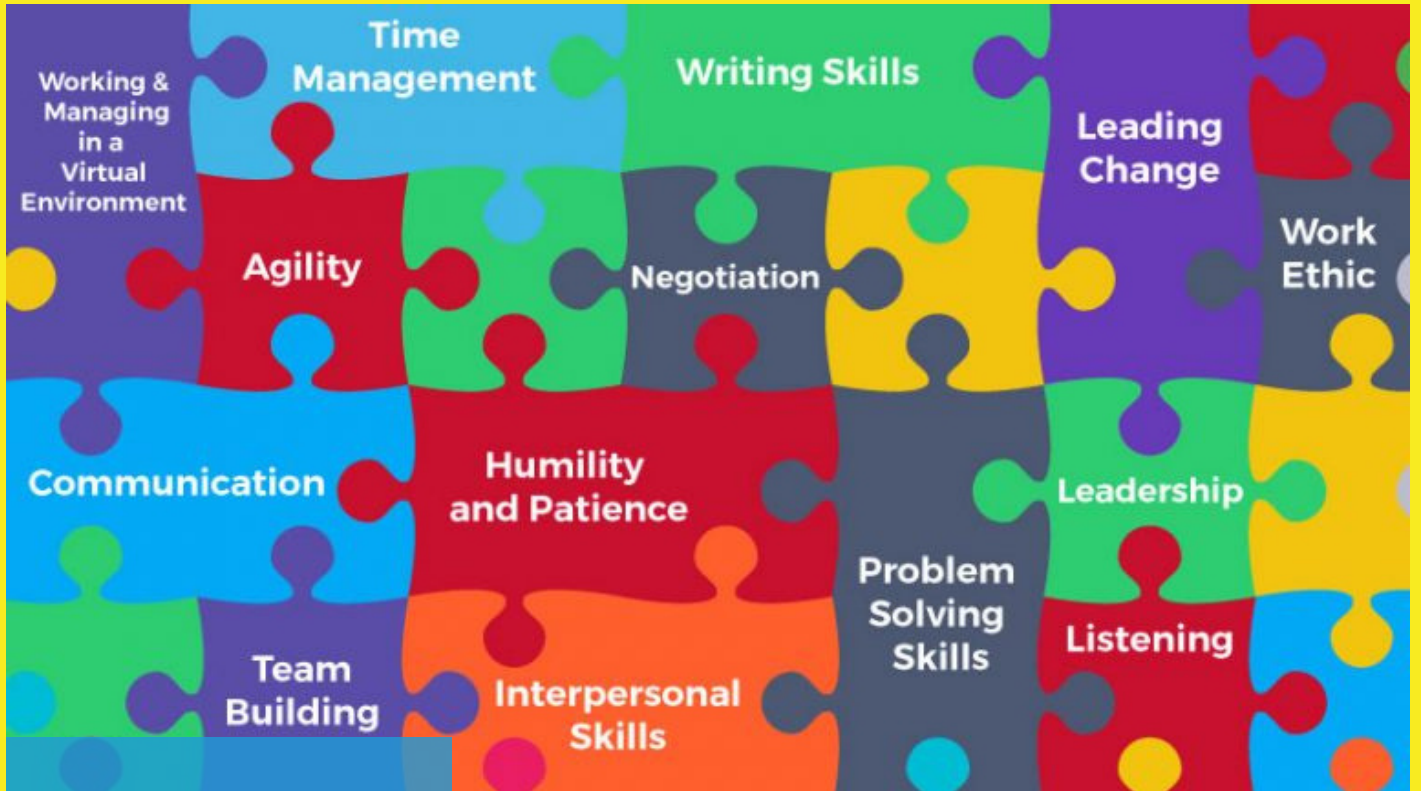 Working &
Managing
in a
Virtual
Environment
Time
Management
Writing Skills
Leading
Change
Work
Ethic
Agility
Negotiation
Communication
Humility
and Patience
Leadership
Problem
Solving
Skills
Listening
Team
Building
Interpersonal
Skills